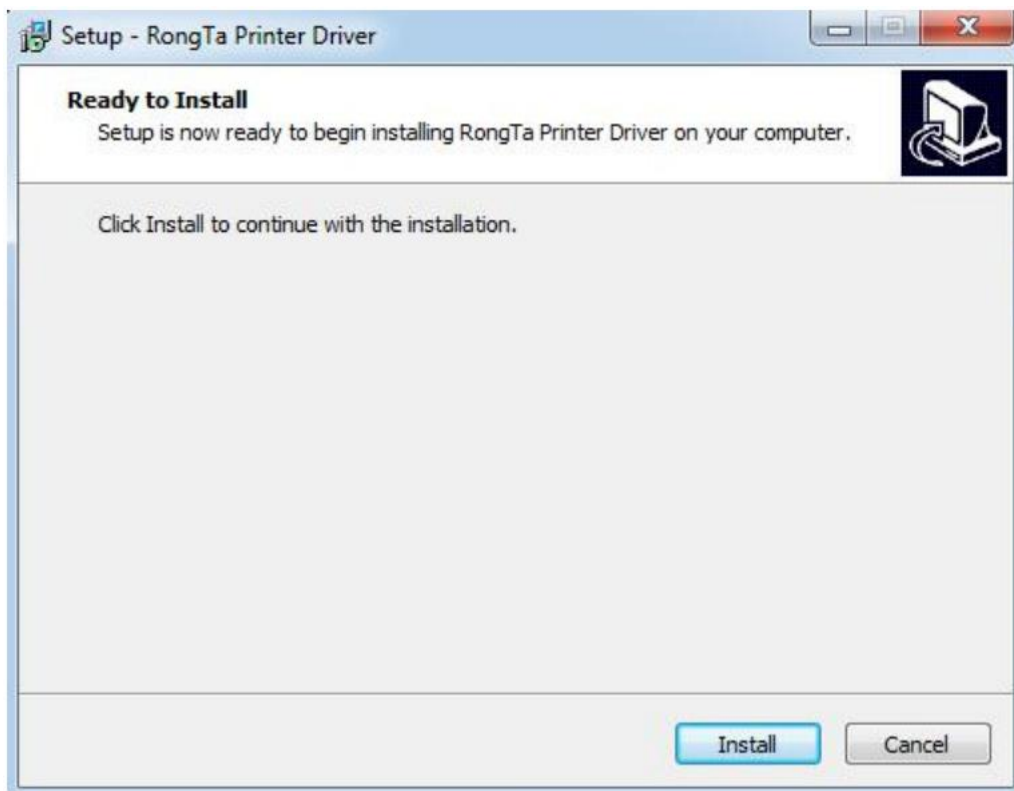 Setup - RongTa Printer Driver
Ready to Install
Setup is now ready to begin installing RongTa Printer Driver on your computer.
Click Install to continue with the installation.
Install
Cancel